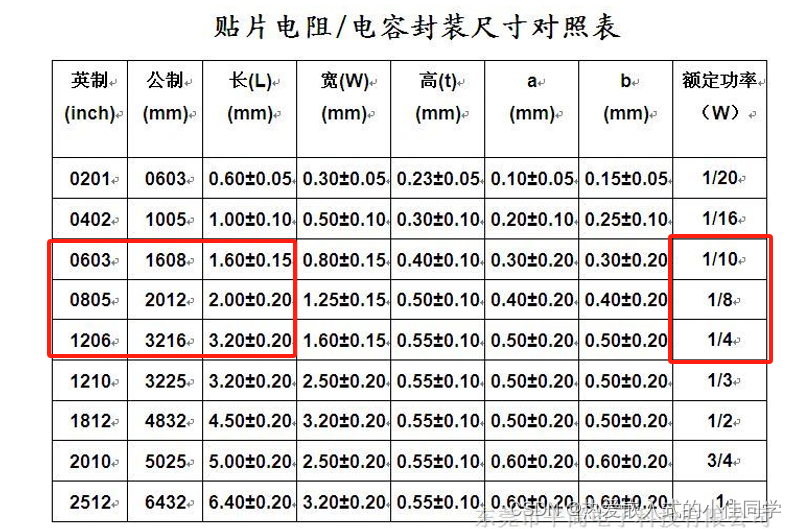 贴片电阻/电容封装尺寸对照表
英制 公制 长(L) 宽(W) 高(t) a b 额定功率
(inch) (mm) (mm) (mm) (mm) (mm) (mm) （W）
0201 0603 0.60±0.05 0.30±0.05 0.23±0.05 0.10±0.05 0.15±0.05 1/20
0402 1005 1.00±0.10 0.50±0.10 0.30±0.10 0.20±0.10 0.25±0.10 1/16
0603 1608 1.60±0.15 0.80±0.15 0.40±0.10 0.30±0.20 0.30±0.20 1/10
0805 2012 2.00±0.20 1.25±0.15 0.50±0.10 0.40±0.20 0.40±0.20 1/8
1206 3216 3.20±0.20 1.60±0.15 0.55±0.10 0.50±0.20 0.50±0.20 1/4
1210 3225 3.20±0.20 2.50±0.20 0.55±0.10 0.50±0.20 0.50±0.20 1/3
1812 4832 4.50±0.20 3.20±0.20 0.55±0.10 0.50±0.20 0.50±0.20 1/2
2010 5025 5.00±0.20 2.50±0.20 0.55±0.10 0.60±0.20 0.60±0.20 3/4
2512 6432 6.40±0.20 3.20±0.20 0.55±0.10 0.60±0.20 0.60±0.20 1
CSDN @热爱嵌入式的小佳同学